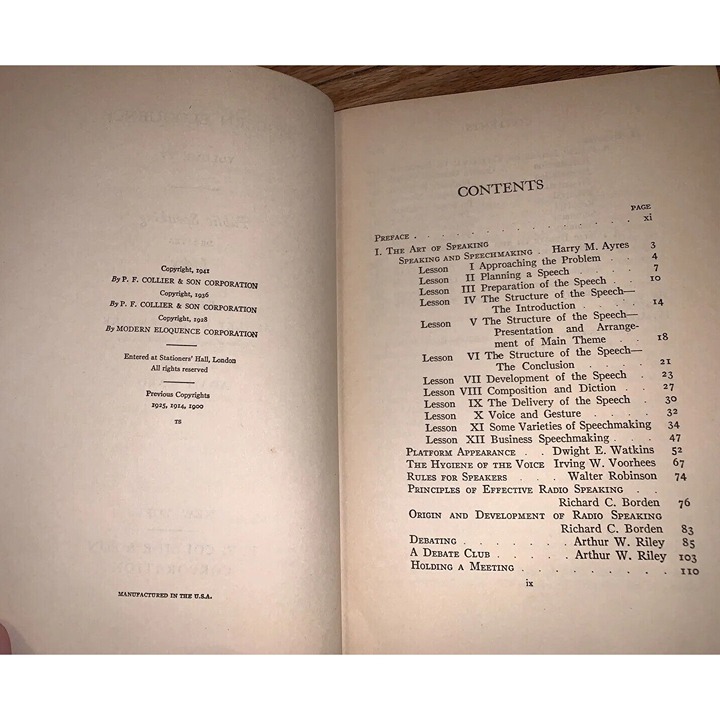 Copyright, 1941
By P. F. COLLIER & SON CORPORATION
Copyright, 1936
By P. F. COLLIER & SON CORPORATION
Copyright, 1928
By MODERN ELOQUENCE CORPORATION
Entered at Stationers' Hall, London
All rights reserved
Previous Copyrights
1925, 1914, 1900
TS
MANUFACTURED IN THE U.S.A.
CONTENTS
PAGE
PREFACE . . . . . . . . . . . . xi
I. THE ART OF SPEAKING
SPEAKING AND SPEECHMAKING . Harry M. Ayres 3
Lesson I Approaching the Problem . 4
Lesson II Planning a Speech . . . 7
Lesson III Preparation of the Speech . 10
Lesson IV The Structure of the Speech—
The Introduction . . . 14
Lesson V The Structure of the Speech—
Presentation and Arrange-
ment of Main Theme . . 18
Lesson VI The Structure of the Speech—
The Conclusion . . . 21
Lesson VII Development of the Speech . 23
Lesson VIII Composition and Diction . . 27
Lesson IX The Delivery of the Speech . 30
Lesson X Voice and Gesture . . . 32
Lesson XI Some Varieties of Speechmaking 34
Lesson XII Business Speechmaking . . 47
PLATFORM APPEARANCE . . Dwight E. Watkins 52
THE HYGIENE OF THE VOICE Irving W. Voorhees 67
RULES FOR SPEAKERS . . . Walter Robinson 74
PRINCIPLES OF EFFECTIVE RADIO SPEAKING . .
Richard C. Borden 76
ORIGIN AND DEVELOPMENT OF RADIO SPEAKING
Richard C. Borden 83
DEBATING . . . . . . Arthur W. Riley 85
A DEBATE CLUB . . . . Arthur W. Riley 103
HOLDING A MEETING . . . . . . . . 110
ix